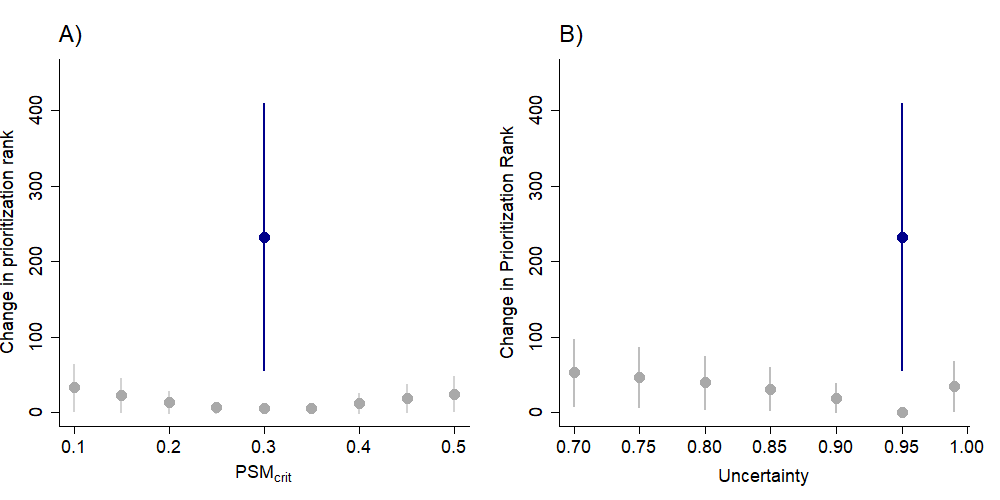 A)
Change in prioritization rank
400
300
200
100
0
0.1 0.2 0.3 0.4 0.5
PSMcrit
B)
Change in Prioritization Rank
400
300
200
100
0
0.70 0.75 0.80 0.85 0.90 0.95 1.00
Uncertainty